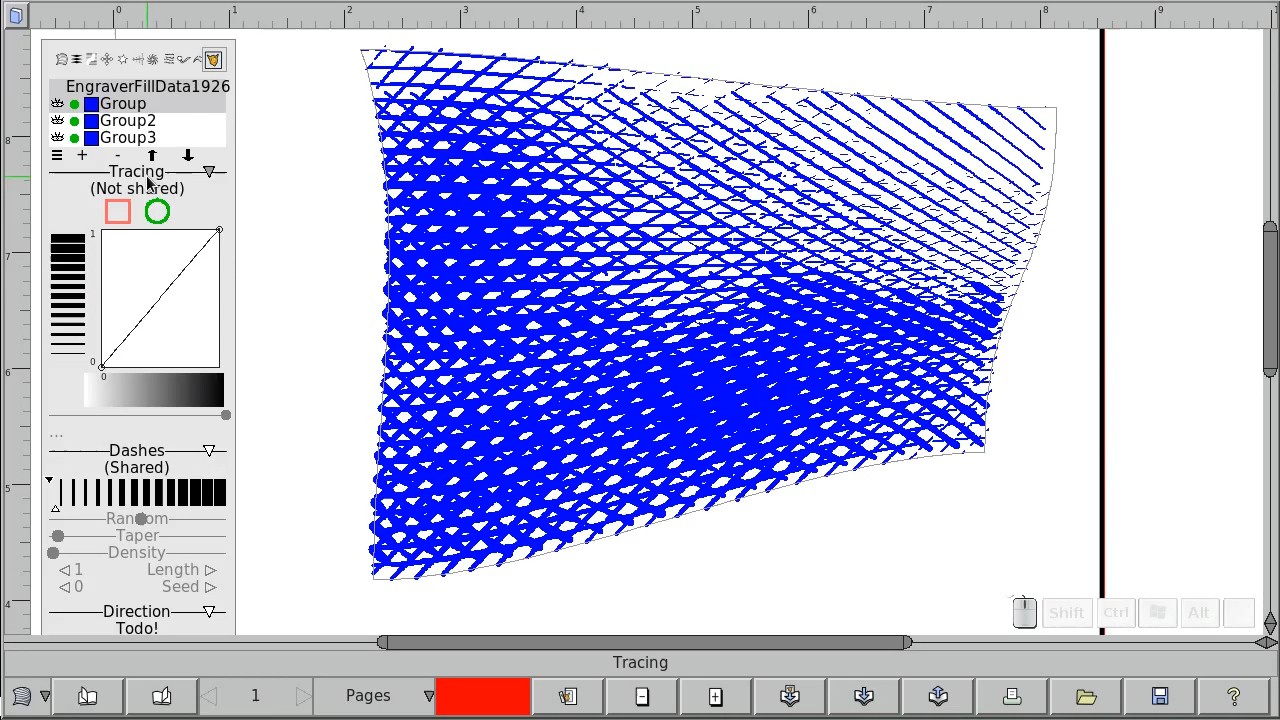 0 1 2 3 4 5 6 7 8 9
8
7
6
5
4
EngraverFillData1926
Group
Group2
Group3
+ -
Tracing
(Not shared)
1
0
0
...
Dashes
(Shared)
Random
Taper
Density
1 Length
0 Seed
Direction
Todo!
Shift Ctrl Alt
Tracing
1 Pages - + ?